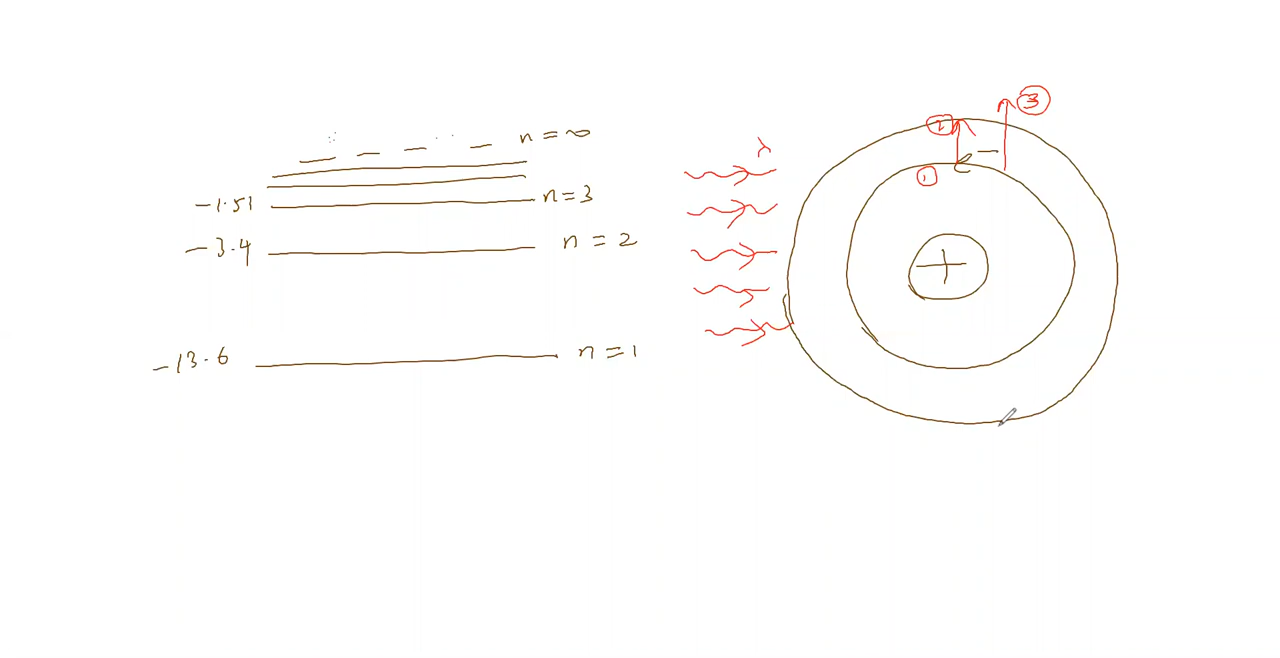 n = ∞
-1.51 n = 3
-3.4 n = 2
-13.6 n = 1
λ
3
2
e -
1
+